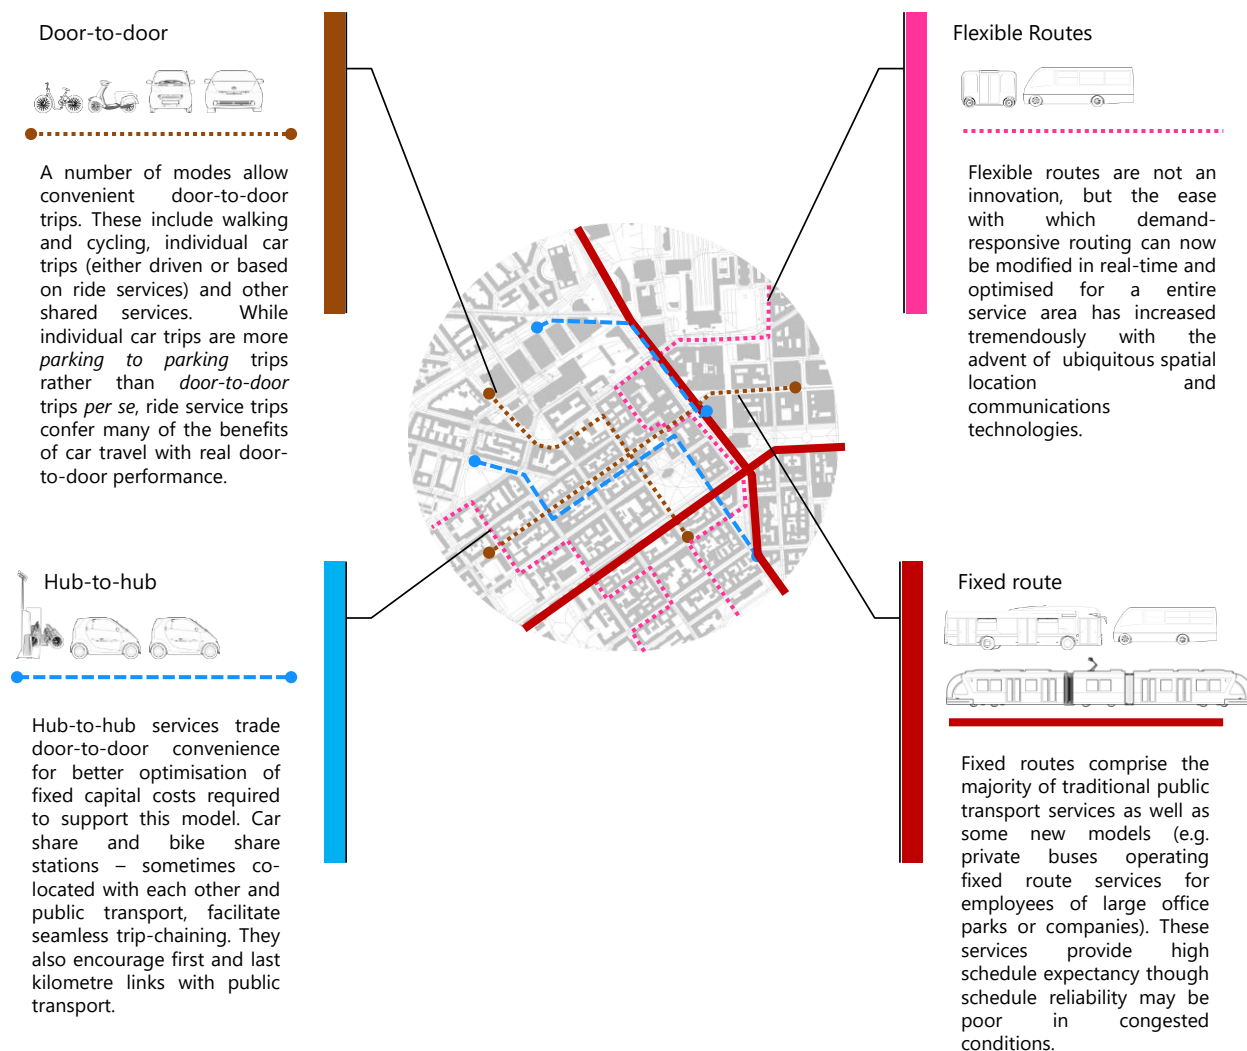 Door-to-door
A number of modes allow
convenient door-to-door
trips. These include walking
and cycling, individual car
trips (either driven or based
on ride services) and other
shared services. While
individual car trips are more
parking to parking trips
rather than door-to-door
trips per se, ride service trips
confer many of the benefits
of car travel with real door-
to-door performance.
Flexible Routes
Flexible routes are not an
innovation, but the ease
with which demand-
responsive routing can now
be modified in real-time and
optimised for a entire
service area has increased
tremendously with the
advent of ubiquitous spatial
location and
communications
technologies.
Hub-to-hub
Hub-to-hub services trade
door-to-door convenience
for better optimisation of
fixed capital costs required
to support this model. Car
share and bike share
stations – sometimes co-
located with each other and
public transport, facilitate
seamless trip-chaining. They
also encourage first and last
kilometre links with public
transport.
Fixed route
Fixed routes comprise the
majority of traditional public
transport services as well as
some new models (e.g.
private buses operating
fixed route services for
employees of large office
parks or companies). These
services provide high
schedule expectancy though
schedule reliability may be
poor in congested
conditions.